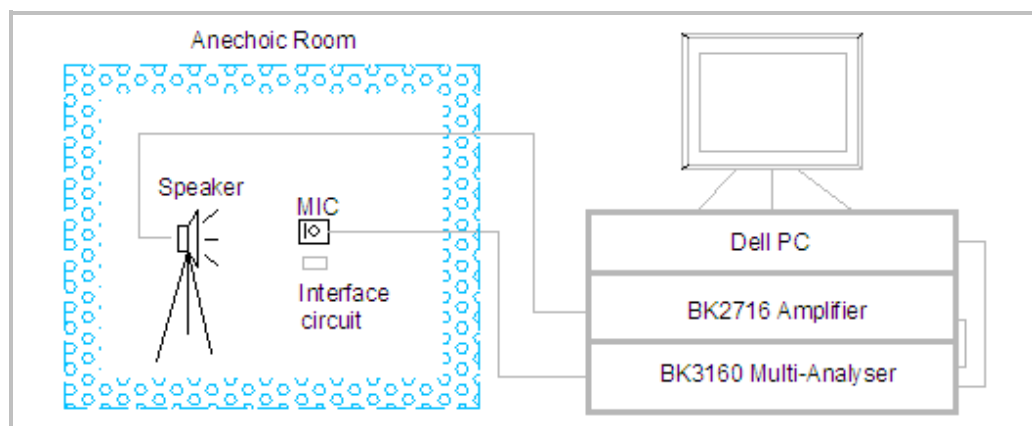 Anechoic Room
Speaker
MIC
Interface
circuit
Dell PC
BK2716 Amplifier
BK3160 Multi-Analyser